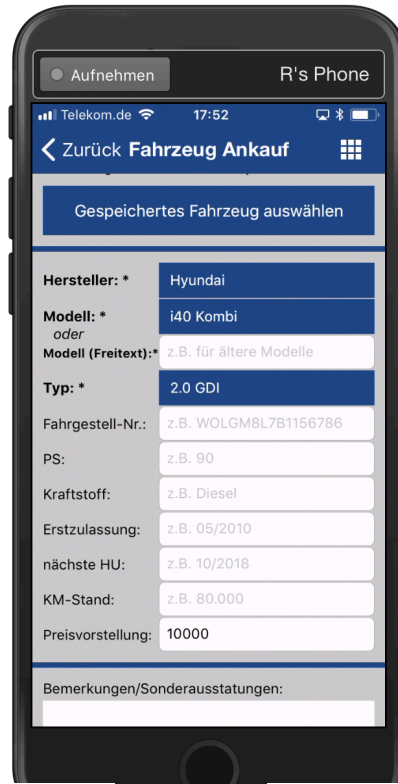 Aufnehmen R's Phone
Telekom.de 17:52
Zurück Fahrzeug Ankauf
Gespeichertes Fahrzeug auswählen
Hersteller: * Hyundai
Modell: * i40 Kombi
oder
Modell (Freitext):* z.B. für ältere Modelle
Typ: * 2.0 GDI
Fahrgestell-Nr.: z.B. WOLGM8L7B1156786
PS: z.B. 90
Kraftstoff: z.B. Diesel
Erstzulassung: z.B. 05/2010
nächste HU: z.B. 10/2018
KM-Stand: z.B. 80.000
Preisvorstellung: 10000
Bemerkungen/Sonderausstatungen: